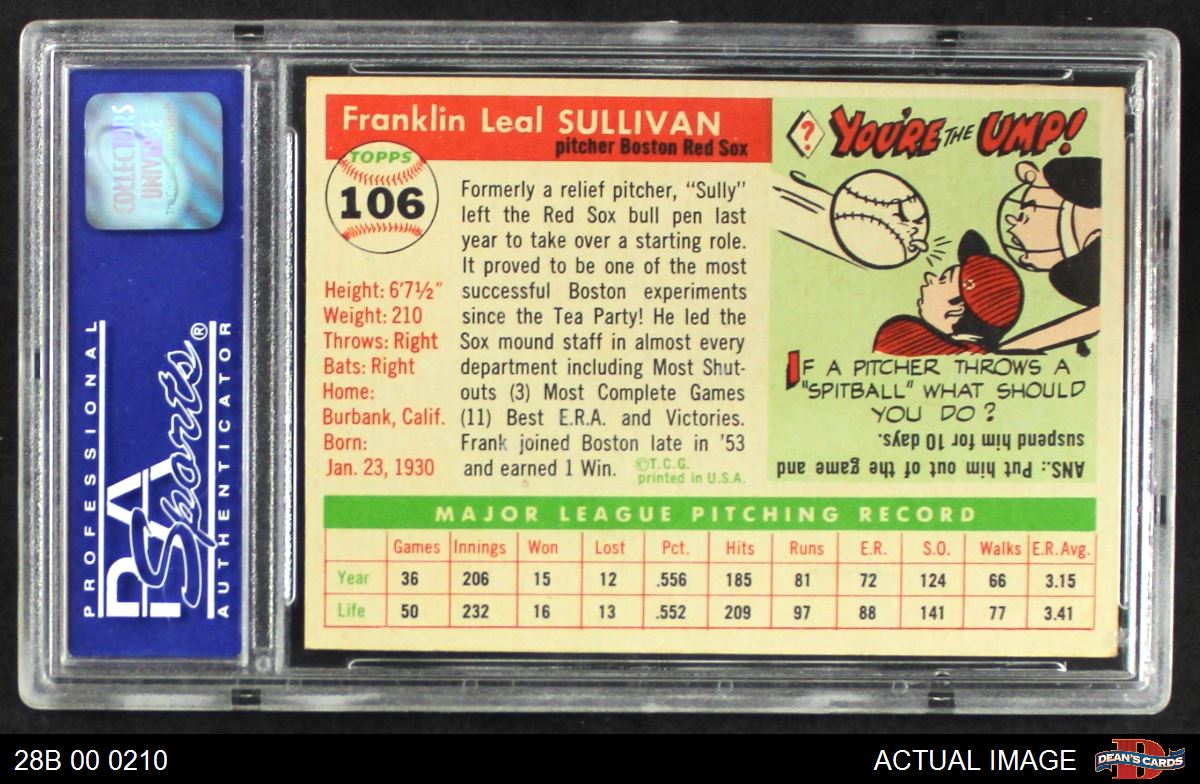 COLLECTORS
UNIVERSE
PROFESSIONAL
PSA
Sports®
AUTHENTICATOR
Franklin Leal SULLIVAN
pitcher Boston Red Sox
TOPPS
106
Height: 6'7½"
Weight: 210
Throws: Right
Bats: Right
Home:
Burbank, Calif.
Born:
Jan. 23, 1930
Formerly a relief pitcher, "Sully"
left the Red Sox bull pen last
year to take over a starting role.
It proved to be one of the most
successful Boston experiments
since the Tea Party! He led the
Sox mound staff in almost every
department including Most Shut-
outs (3) Most Complete Games
(11) Best E.R.A. and Victories.
Frank joined Boston late in '53
and earned 1 Win.
©T.C.G.
printed in U.S.A.
? YOU'RE THE UMP!
IF A PITCHER THROWS A
"SPITBALL" WHAT SHOULD
YOU DO?
ANS.: Put him out of the game and
suspend him for 10 days.
MAJOR LEAGUE PITCHING RECORD
Games Innings Won Lost Pct. Hits Runs E.R. S.O. Walks E.R.Avg.
Year 36 206 15 12 .556 185 81 72 124 66 3.15
Life 50 232 16 13 .552 209 97 88 141 77 3.41
28B 00 0210
ACTUAL IMAGE
DEAN'S CARDS